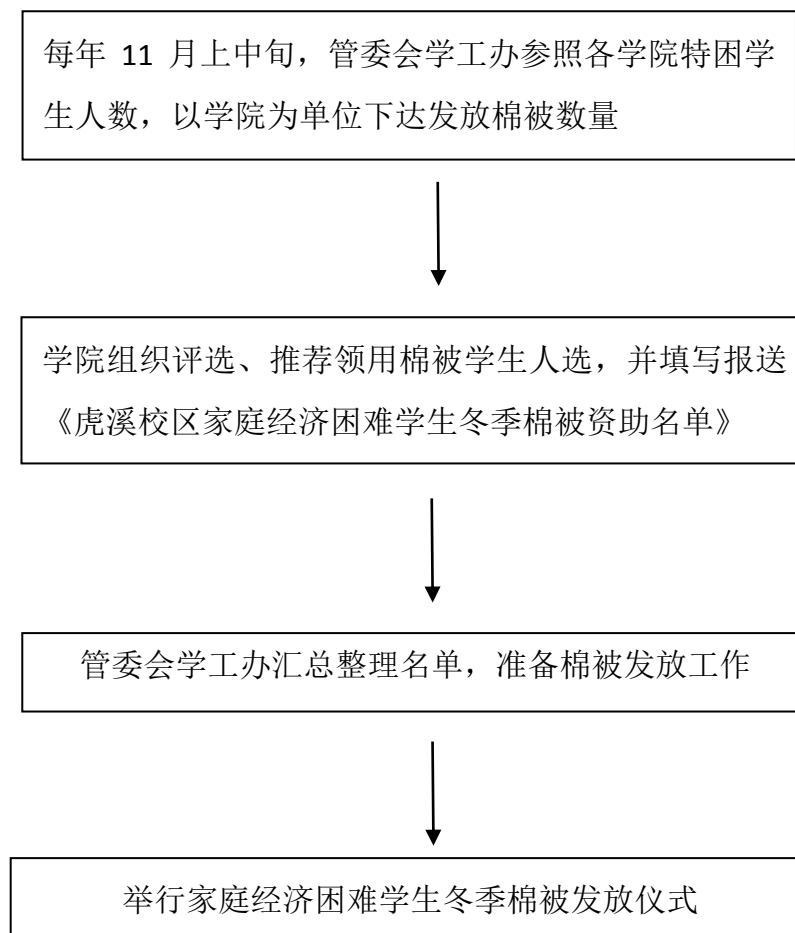 每年 11 月上中旬，管委会学工办参照各学院特困学
生人数，以学院为单位下达发放棉被数量
学院组织评选、推荐领用棉被学生人选，并填写报送
《虎溪校区家庭经济困难学生冬季棉被资助名单》
管委会学工办汇总整理名单，准备棉被发放工作
举行家庭经济困难学生冬季棉被发放仪式